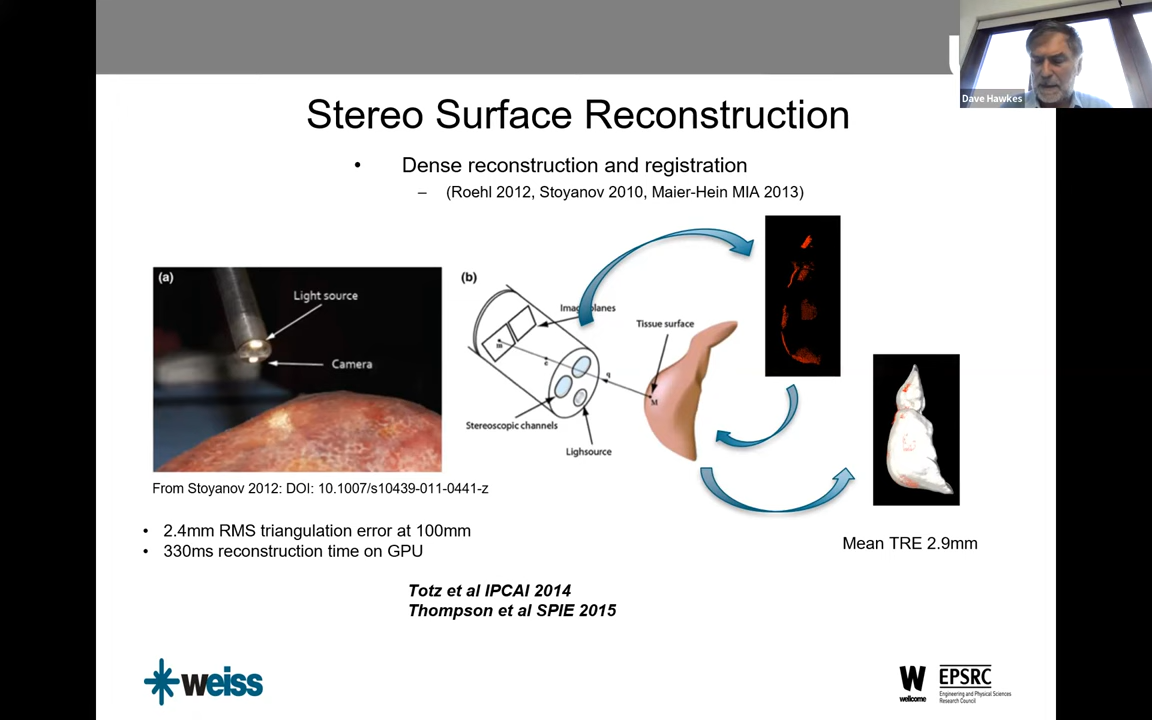 Dave Hawkes
Stereo Surface Reconstruction
• Dense reconstruction and registration
– (Roehl 2012, Stoyanov 2010, Maier-Hein MIA 2013)
(a)
Light source
Camera
(b)
Tissue surface
m
c
q
M
Stereoscopic channels
Lighsource
From Stoyanov 2012: DOI: 10.1007/s10439-011-0441-z
• 2.4mm RMS triangulation error at 100mm
• 330ms reconstruction time on GPU
Mean TRE 2.9mm
Totz et al IPCAI 2014
Thompson et al SPIE 2015
weiss
W
wellcome
EPSRC
Engineering and Physical Sciences
Research Council